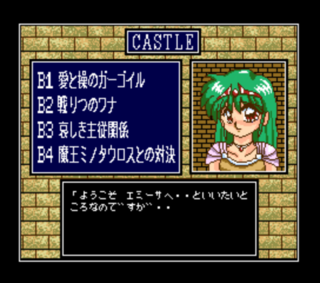 CASTLE
B1 愛と操のガーゴイル
B2 戦りつのワナ
B3 哀しき主従関係
B4 魔王ミノタウロスとの対決
「ようこそ エミーサへ・・といいたいと
ころなのですが・・